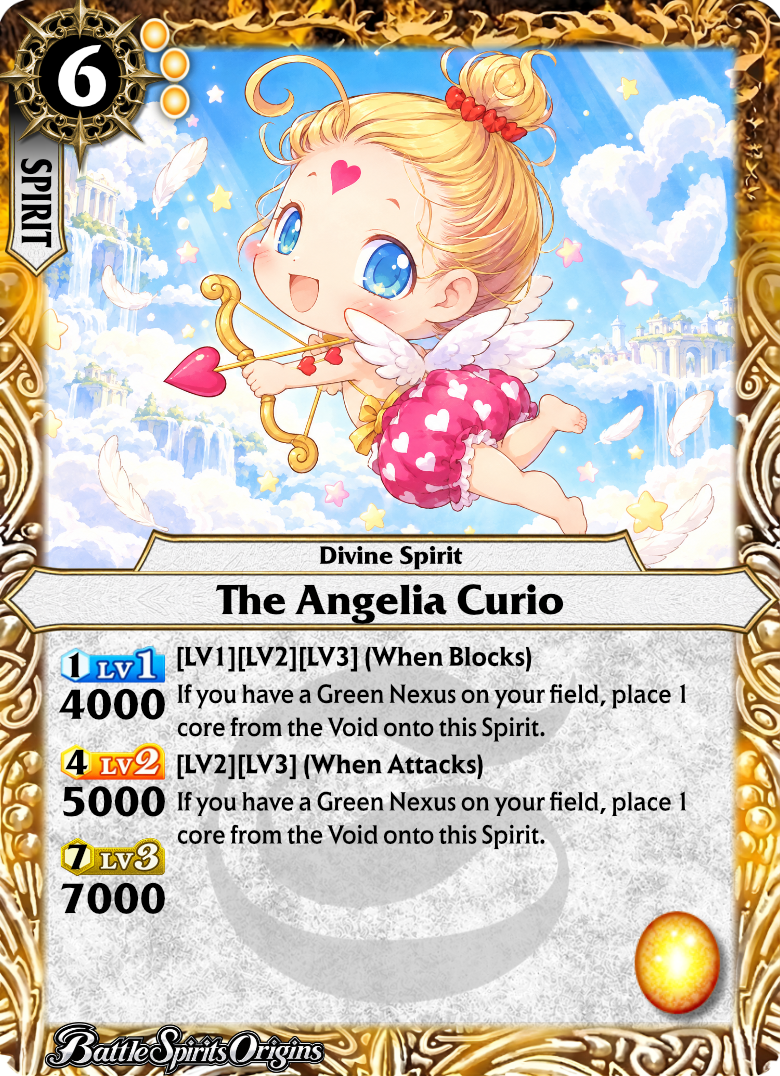 6
SPIRIT
Divine Spirit
The Angelia Curio
1 LV1
4000
[LV1][LV2][LV3] (When Blocks)
If you have a Green Nexus on your field, place 1
core from the Void onto this Spirit.
4 LV2
5000
[LV2][LV3] (When Attacks)
If you have a Green Nexus on your field, place 1
core from the Void onto this Spirit.
7 LV3
7000
Battle Spirits Origins